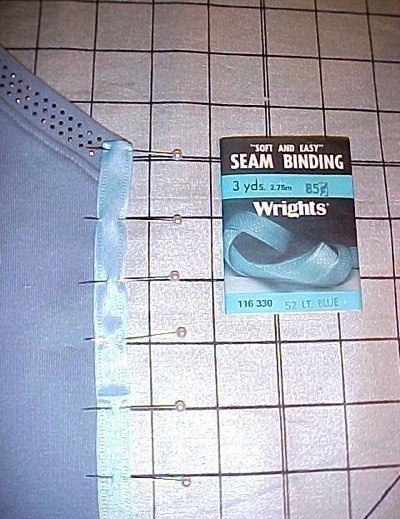 "SOFT AND EASY"
SEAM BINDING
3 yds. 2.75m 85¢
Wrights®
116 330 52 LT. BLUE